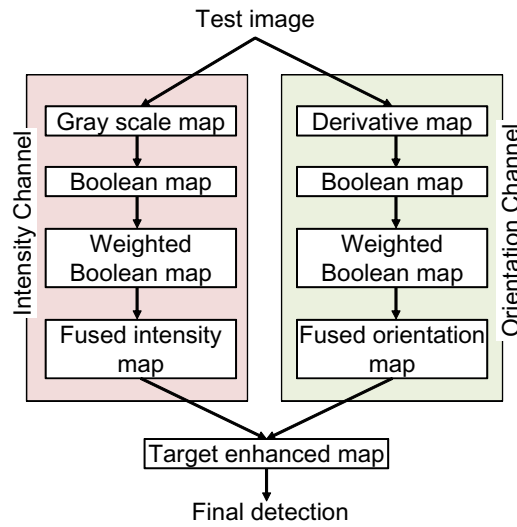 Test image
Intensity Channel
Gray scale map
Boolean map
Weighted
Boolean map
Fused intensity
map
Orientation Channel
Derivative map
Boolean map
Weighted
Boolean map
Fused orientation
map
Target enhanced map
Final detection